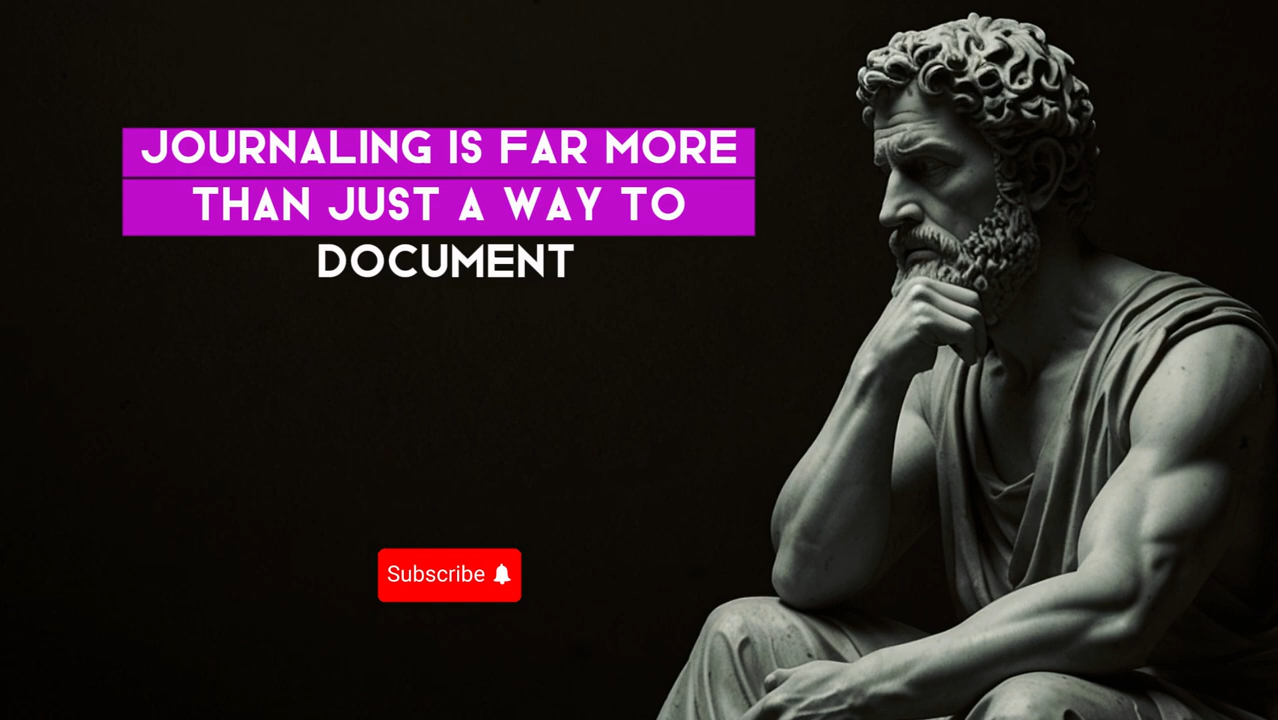 JOURNALING IS FAR MORE
THAN JUST A WAY TO
DOCUMENT
Subscribe